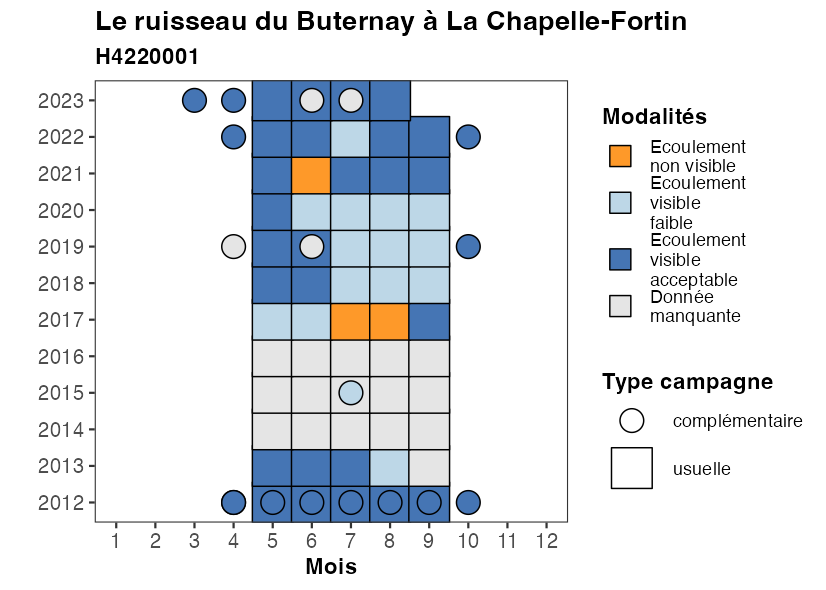 Le ruisseau du Buternay à La Chapelle-Fortin
H4220001
2023
2022
2021
2020
2019
2018
2017
2016
2015
2014
2013
2012
1 2 3 4 5 6 7 8 9 10 11 12
Mois
Modalités
Ecoulement
non visible
Ecoulement
visible
faible
Ecoulement
visible
acceptable
Donnée
manquante
Type campagne
complémentaire
usuelle